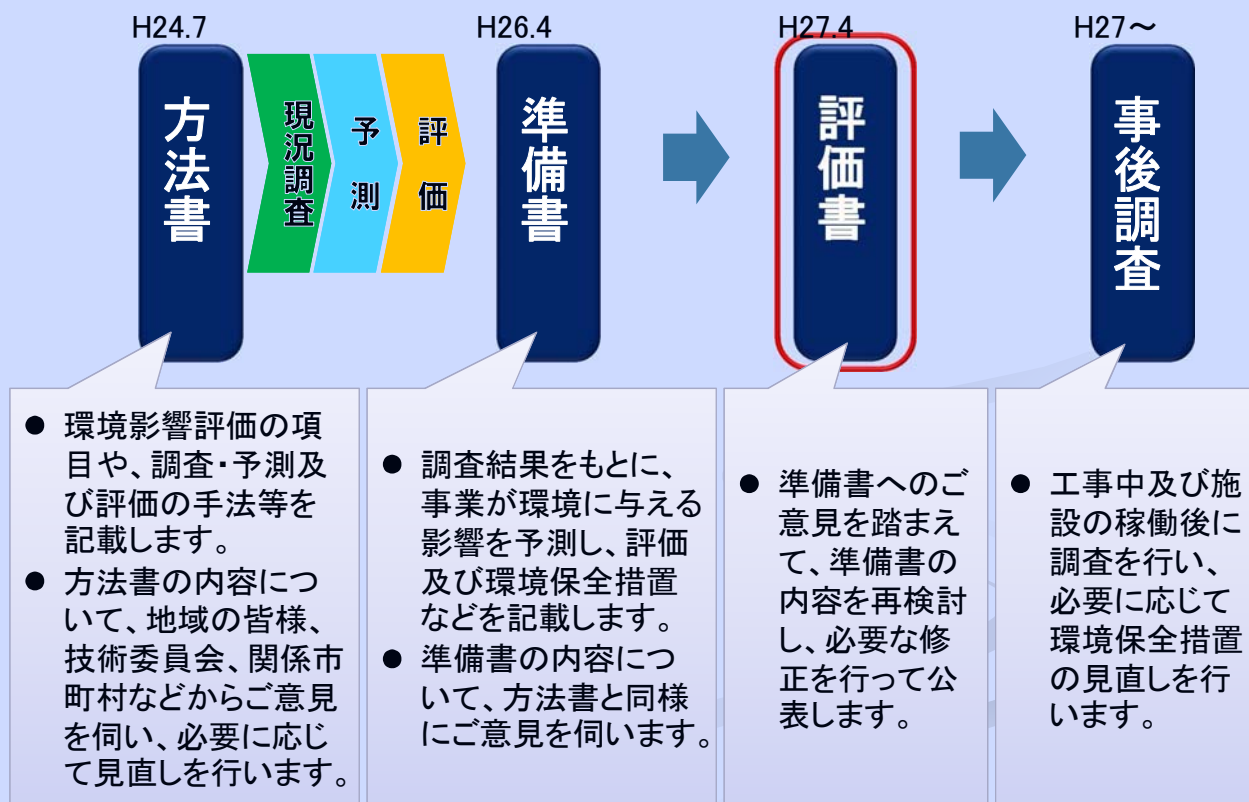 H24.7
方法書
現況調査
予測
評価
H26.4
準備書
H27.4
評価書
H27～
事後調査
● 環境影響評価の項
目や、調査・予測及
び評価の手法等を
記載します。
● 方法書の内容につ
いて、地域の皆様、
技術委員会、関係市
町村などからご意見
を伺い、必要に応じ
て見直しを行います。
● 調査結果をもとに、
事業が環境に与える
影響を予測し、評価
及び環境保全措置
などを記載します。
● 準備書の内容につ
いて、方法書と同様
にご意見を伺います。
● 準備書へのご
意見を踏まえ
て、準備書の
内容を再検討
し、必要な修
正を行って公
表します。
● 工事中及び施
設の稼働後に
調査を行い、
必要に応じて
環境保全措置
の見直しを行
います。